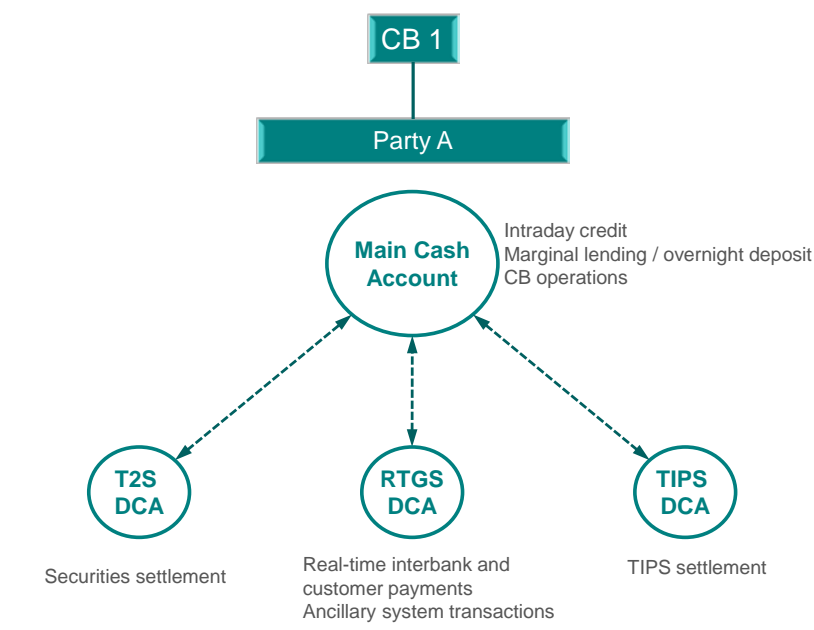 CB 1
Party A
Main Cash
Account
Intraday credit
Marginal lending / overnight deposit
CB operations
T2S
DCA
RTGS
DCA
TIPS
DCA
Securities settlement
Real-time interbank and
customer payments
Ancillary system transactions
TIPS settlement